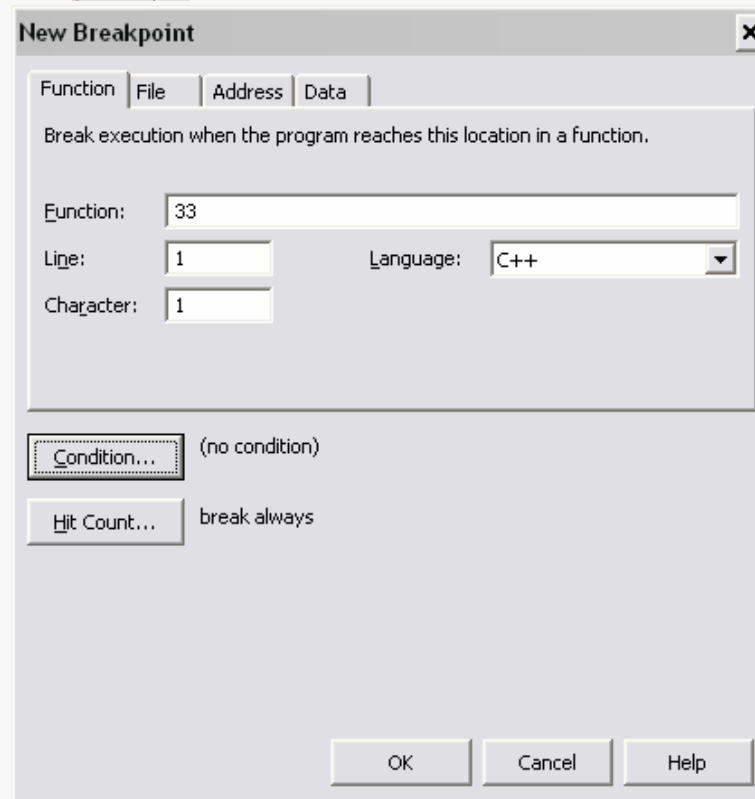 New Breakpoint
Function File Address Data
Break execution when the program reaches this location in a function.
Function: 33
Line: 1 Language: C++
Character: 1
Condition... (no condition)
Hit Count... break always
OK Cancel Help